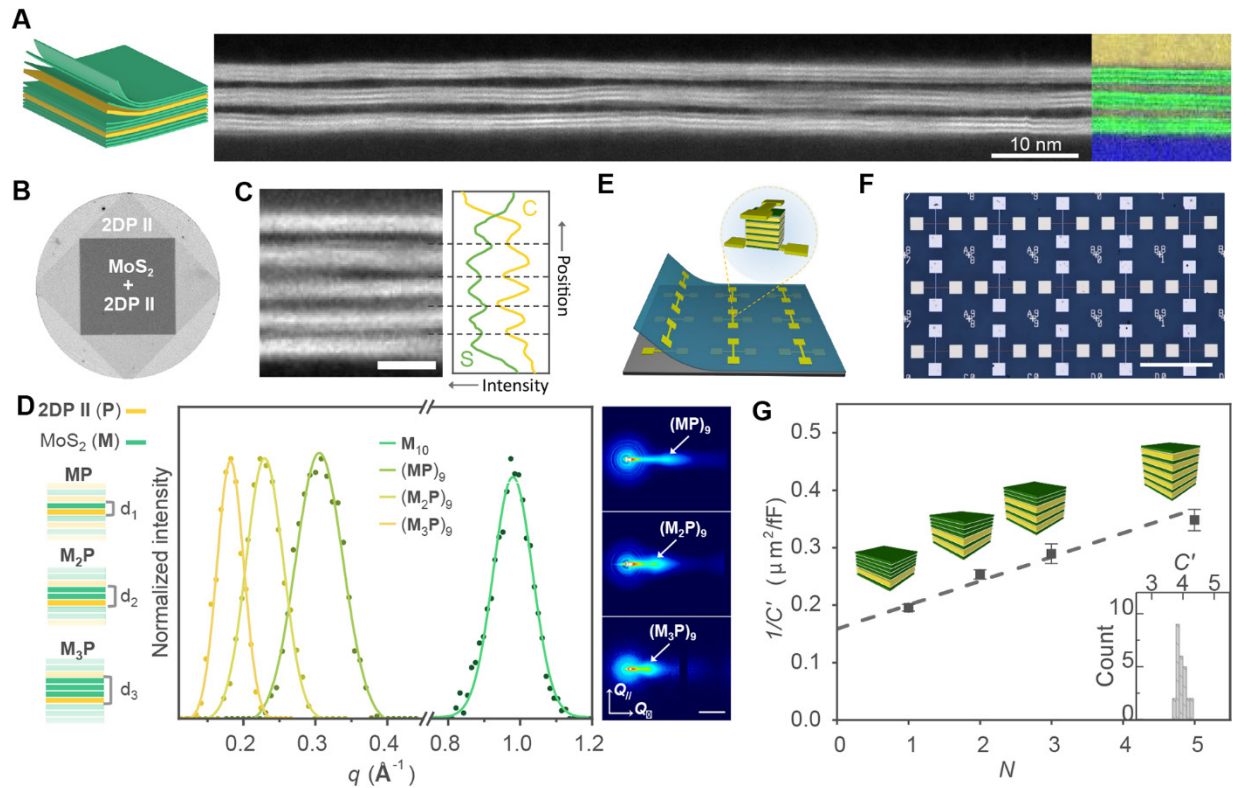 A
10 nm
B
2DP II
MoS₂
+
2DP II
C
C
S
Position
Intensity
E
F
D
2DP II (P)
MoS₂ (M)
MP
d₁
M₂P
d₂
M₃P
d₃
Normalized intensity
M₁₀
(MP)₉
(M₂P)₉
(M₃P)₉
0.2 0.3 0.4 0.8 1.0 1.2
q (Å⁻¹)
(MP)₉
(M₂P)₉
(M₃P)₉
Q//
G
1/C' (μm²/fF)
0.5
0.4
0.3
0.2
0.1
0.0
0 1 2 3 4 5
N
C'
3 4 5
Count
10
5
0